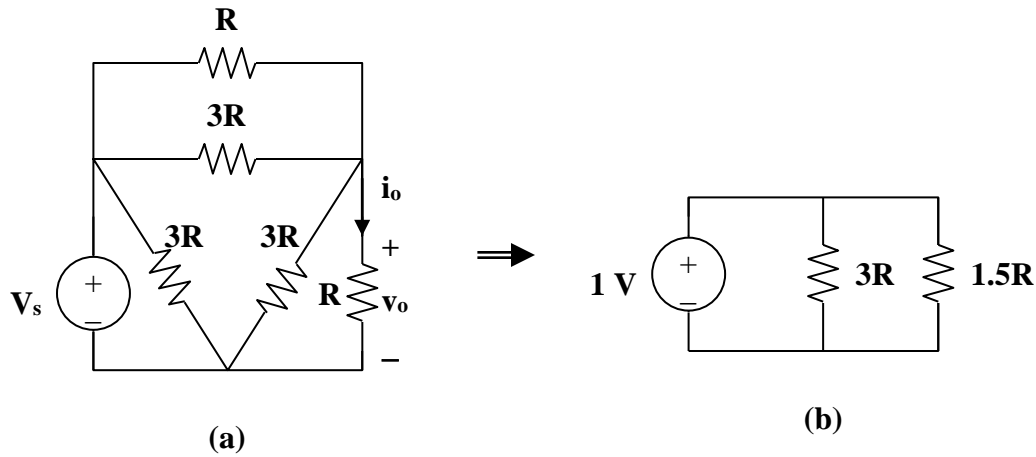 R
3R
iₒ
3R 3R
+
+
Vₛ
R
vₒ
–
–
+
1 V
3R
1.5R
–
(a)
(b)